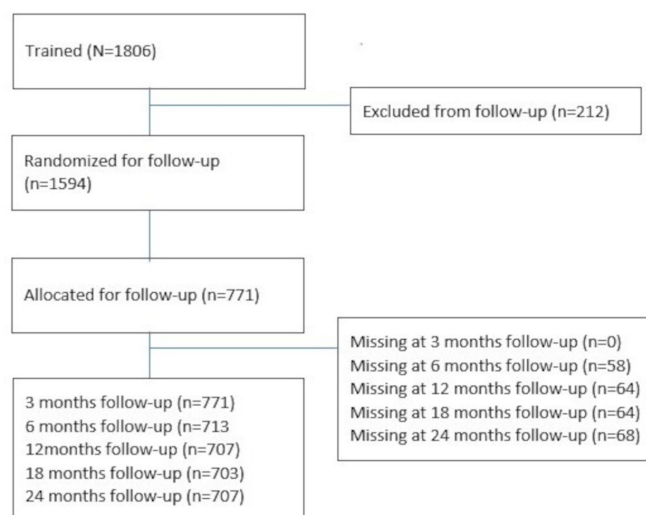 Trained (N=1806)
Excluded from follow-up (n=212)
Randomized for follow-up
(n=1594)
Allocated for follow-up (n=771)
Missing at 3 months follow-up (n=0)
Missing at 6 months follow-up (n=58)
Missing at 12 months follow-up (n=64)
Missing at 18 months follow-up (n=64)
Missing at 24 months follow-up (n=68)
3 months follow-up (n=771)
6 months follow-up (n=713
12months follow-up (n=707)
18 months follow-up (n=703)
24 months follow-up (n=707)